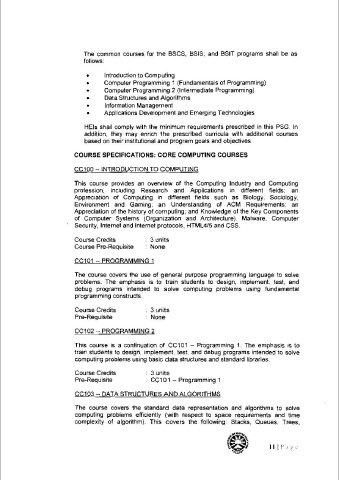 The common courses for the BSCS, BSIS, and BSIT programs shall be as
follows:
• Introduction to Computing
• Computer Programming 1 (Fundamentals of Programming)
• Computer Programming 2 (Intermediate Programming)
• Data Structures and Algorithms
• Information Management
• Applications Development and Emerging Technologies
HEIs shall comply with the minimum requirements prescribed in this PSG. In
addition, they may enrich the prescribed curricula with additional courses
based on their institutional and program goals and objectives.
COURSE SPECIFICATIONS: CORE COMPUTING COURSES
CC100 – INTRODUCTION TO COMPUTING
This course provides an overview of the Computing Industry and Computing
profession, including Research and Applications in different fields; an
Appreciation of Computing in different fields such as Biology, Sociology,
Environment and Gaming; an Understanding of ACM Requirements; an
Appreciation of the history of computing; and Knowledge of the Key Components
of Computer Systems (Organization and Architecture), Malware, Computer
Security, Internet and Internet protocols, HTML4/5 and CSS.
Course Credits : 3 units
Course Pre-Requisite : None
CC101 – PROGRAMMING 1
The course covers the use of general purpose programming language to solve
problems. The emphasis is to train students to design, implement, test, and
debug programs intended to solve computing problems using fundamental
programming constructs.
Course Credits : 3 units
Pre-Requisite : None
CC102 – PROGRAMMING 2
This course is a continuation of CC101 – Programming 1. The emphasis is to
train students to design, implement, test, and debug programs intended to solve
computing problems using basic data structures and standard libraries.
Course Credits : 3 units
Pre-Requisite : CC101 – Programming 1
CC103 – DATA STRUCTURES AND ALGORITHMS
The course covers the standard data representation and algorithms to solve
computing problems efficiently (with respect to space requirements and time
complexity of algorithm). This covers the following: Stacks, Queues, Trees,
11 | Page